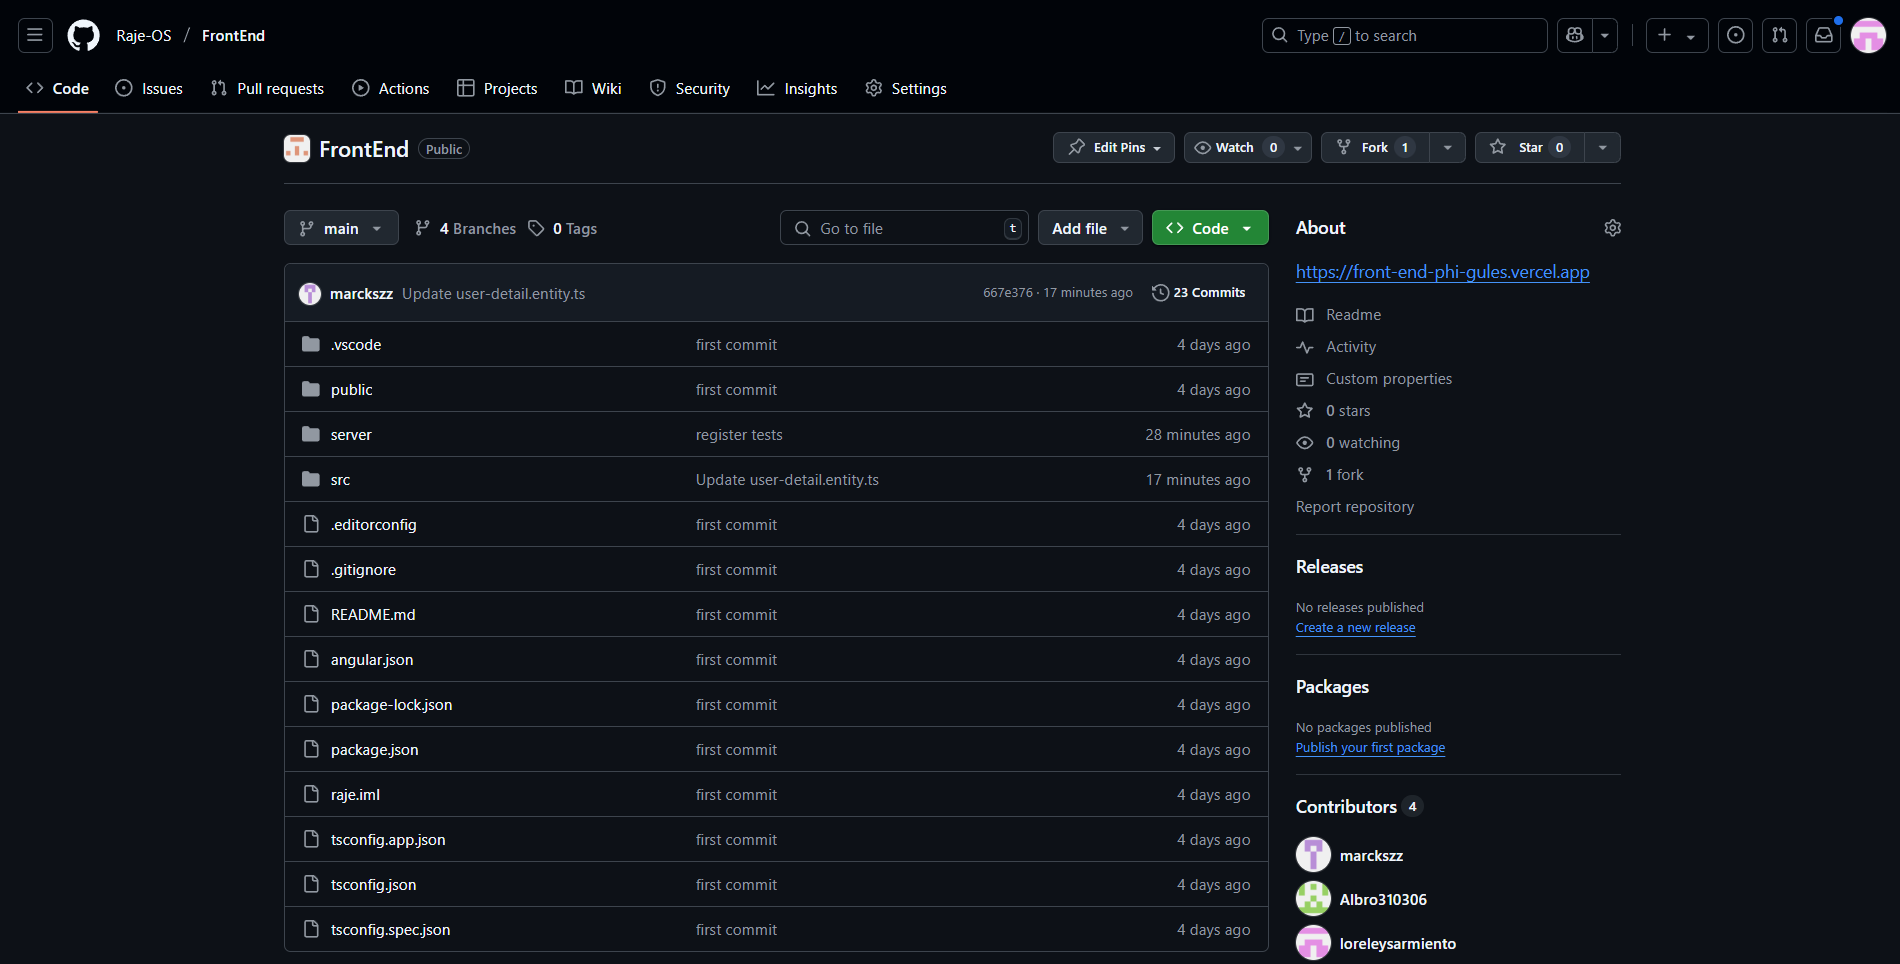 Raje-OS / FrontEnd
Type / to search
Code Issues Pull requests Actions Projects Wiki Security Insights Settings
FrontEnd Public
Edit Pins Watch 0 Fork 1 Star 0
main 4 Branches 0 Tags
Go to file t Add file Code
marckszz Update user-detail.entity.ts 667e376 · 17 minutes ago 23 Commits
.vscode first commit 4 days ago
public first commit 4 days ago
server register tests 28 minutes ago
src Update user-detail.entity.ts 17 minutes ago
.editorconfig first commit 4 days ago
.gitignore first commit 4 days ago
README.md first commit 4 days ago
angular.json first commit 4 days ago
package-lock.json first commit 4 days ago
package.json first commit 4 days ago
raje.iml first commit 4 days ago
tsconfig.app.json first commit 4 days ago
tsconfig.json first commit 4 days ago
tsconfig.spec.json first commit 4 days ago
About
https://front-end-phi-gules.vercel.app
Readme
Activity
Custom properties
0 stars
0 watching
1 fork
Report repository
Releases
No releases published
Create a new release
Packages
No packages published
Publish your first package
Contributors 4
marckszz
Albro310306
loreleysarmiento